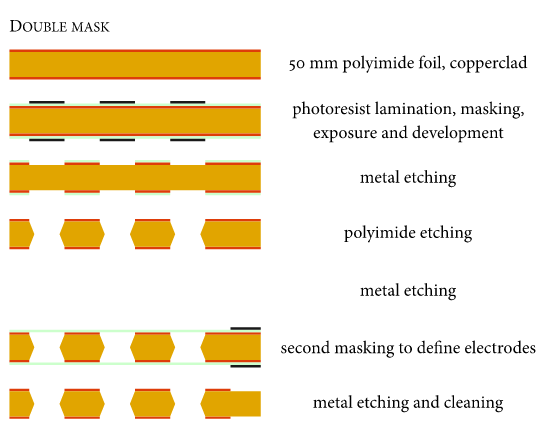 DOUBLE MASK
50 mm polyimide foil, copperclad
photoresist lamination, masking,
exposure and development
metal etching
polyimide etching
metal etching
second masking to define electrodes
metal etching and cleaning